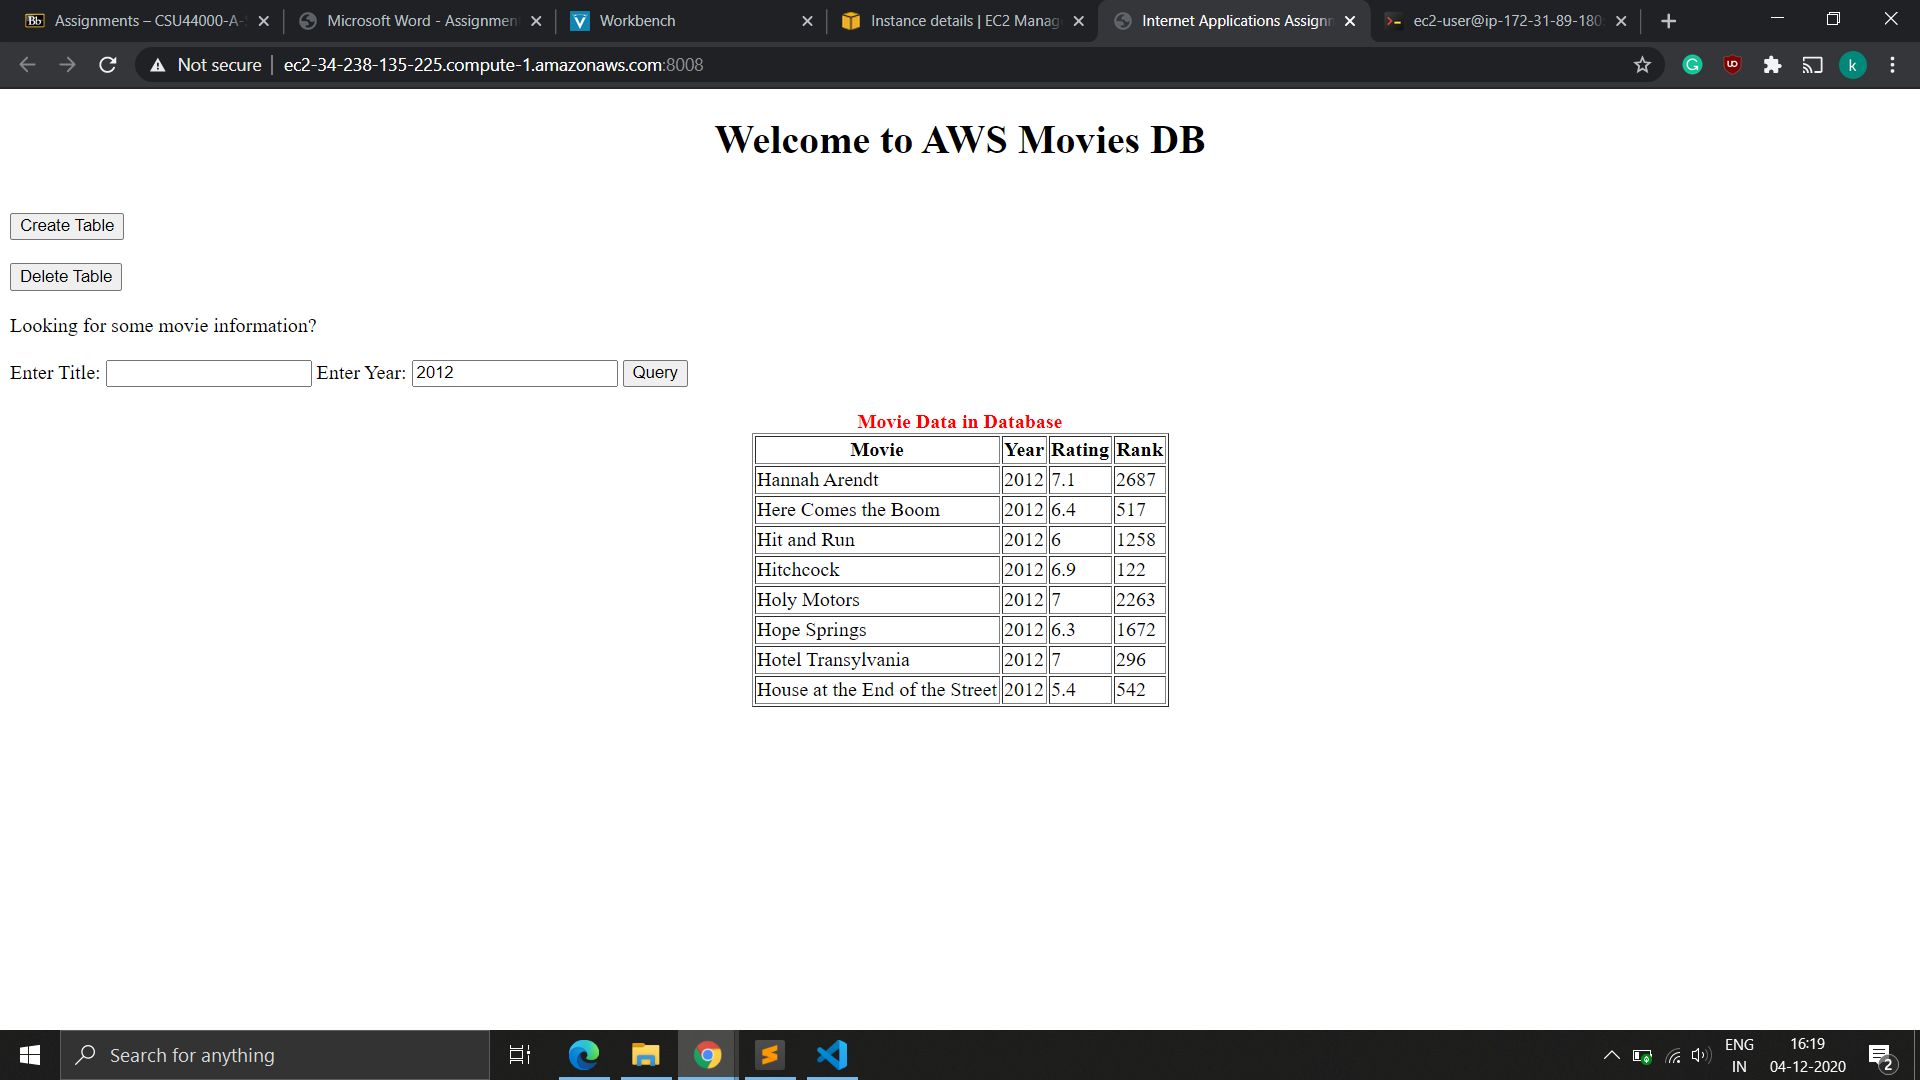 Assignments – CSU44000-A-
Microsoft Word - Assignmen
Workbench
Instance details | EC2 Manag
Internet Applications Assignm
ec2-user@ip-172-31-89-180:
Not secure
ec2-34-238-135-225.compute-1.amazonaws.com:8008
k
Welcome to AWS Movies DB
Create Table
Delete Table
Looking for some movie information?
Enter Title: Enter Year: 2012 Query
Movie Data in Database
Movie Year Rating Rank
Hannah Arendt 2012 7.1 2687
Here Comes the Boom 2012 6.4 517
Hit and Run 2012 6 1258
Hitchcock 2012 6.9 122
Holy Motors 2012 7 2263
Hope Springs 2012 6.3 1672
Hotel Transylvania 2012 7 296
House at the End of the Street 2012 5.4 542
Search for anything
ENG
IN
16:19
04-12-2020
2